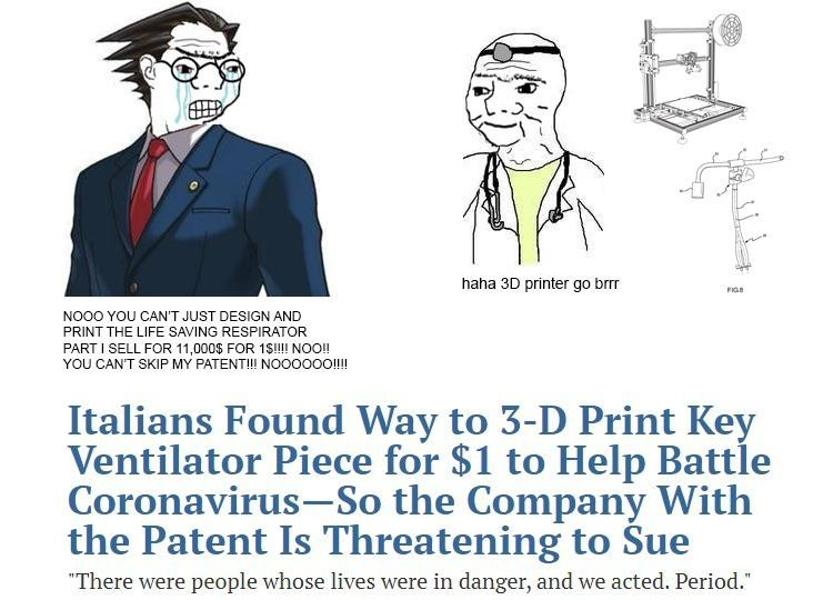 NOOO YOU CAN'T JUST DESIGN AND
PRINT THE LIFE SAVING RESPIRATOR
PART I SELL FOR 11,000$ FOR 1$!!!! NOO!!
YOU CAN'T SKIP MY PATENT!!! NOOOOOO!!!!
haha 3D printer go brrr
FIG.8
Italians Found Way to 3-D Print Key
Ventilator Piece for $1 to Help Battle
Coronavirus—So the Company With
the Patent Is Threatening to Sue
"There were people whose lives were in danger, and we acted. Period."